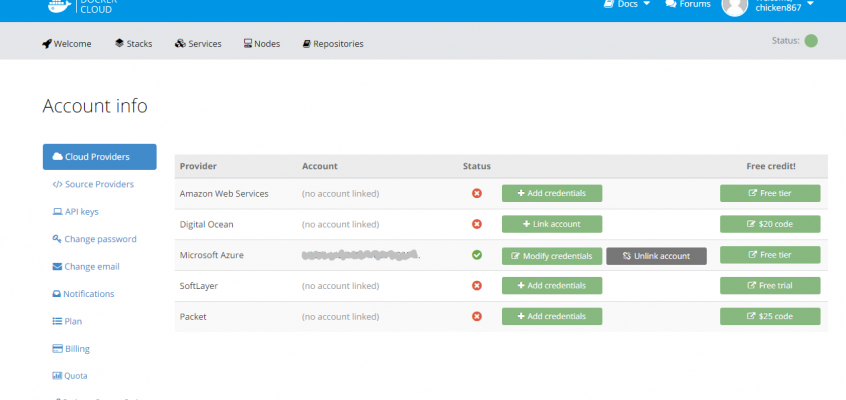 DOCKER
CLOUD
Docs
Forums
chicken867
Welcome
Stacks
Services
Nodes
Repositories
Status:
Account info
Cloud Providers
Source Providers
API keys
Change password
Change email
Notifications
Plan
Billing
Quota
Provider Account Status Free credit!
Amazon Web Services (no account linked) Add credentials Free tier
Digital Ocean (no account linked) Link account $20 code
Microsoft Azure Modify credentials Unlink account Free tier
SoftLayer (no account linked) Add credentials Free trial
Packet (no account linked) Add credentials $25 code